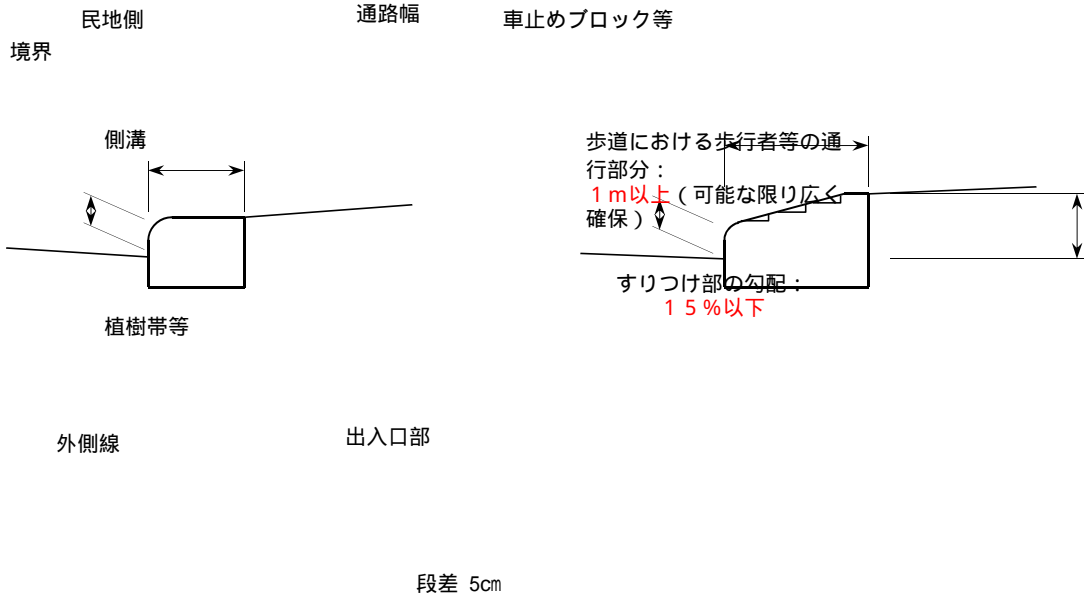 民地側
通路幅
車止めブロック等
境界
側溝
歩道における歩行者等の通
行部分：
１ｍ以上（可能な限り広く
確保）
すりつけ部の勾配：
１５％以下
植樹帯等
外側線
出入口部
段差 5㎝